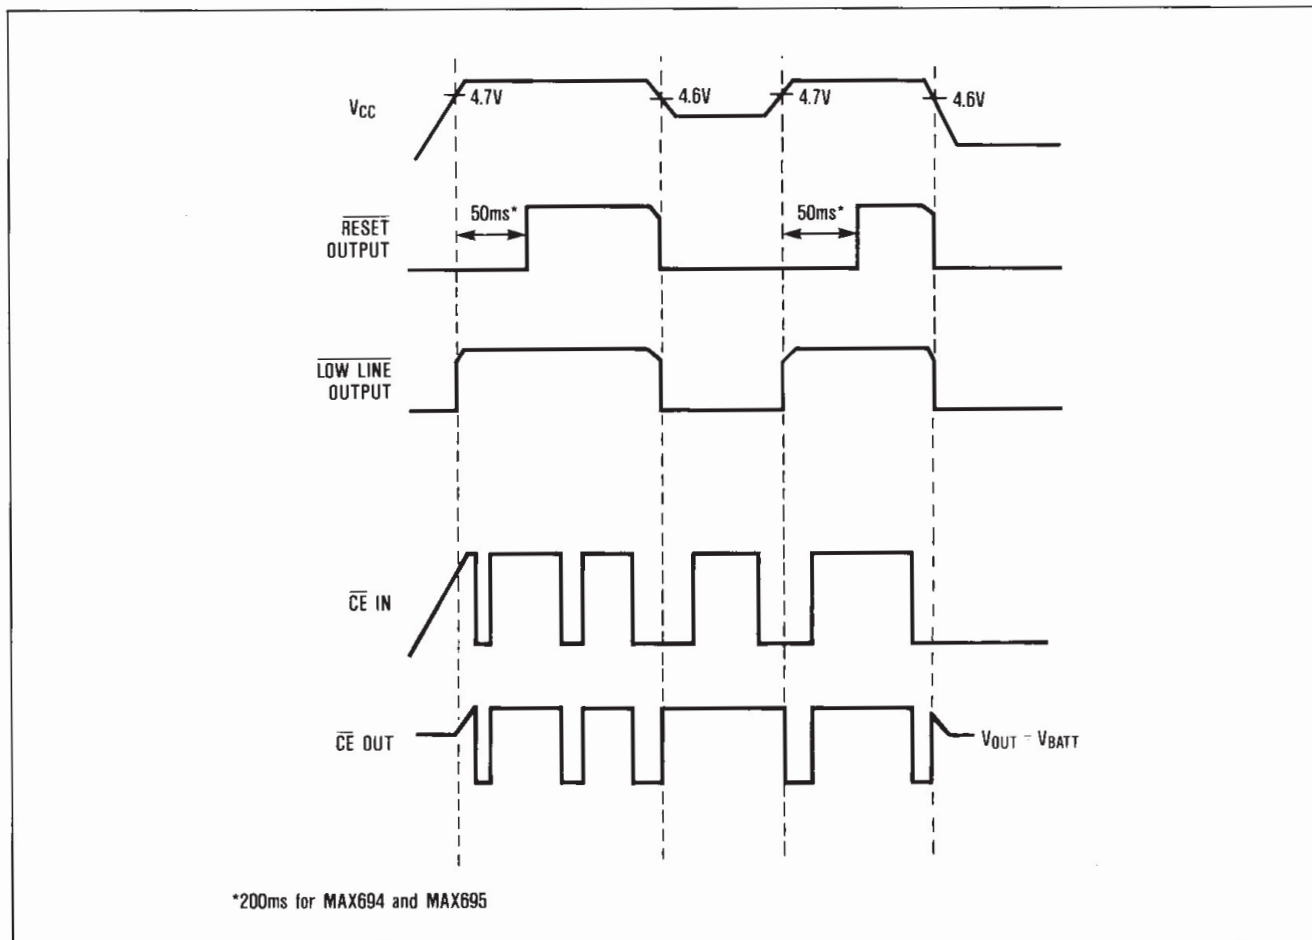 VCC
4.7V
4.6V
4.7V
4.6V
RESET
OUTPUT
50ms*
50ms*
LOW LINE
OUTPUT
CE IN
CE OUT
VOUT = VBATT
*200ms for MAX694 and MAX695